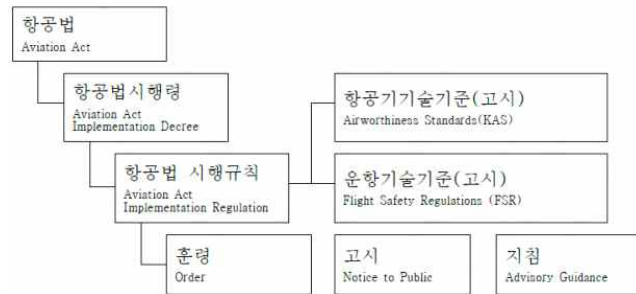 항공법
Aviation Act
항공법시행령
Aviation Act
Implementation Decree
항공기기술기준(고시)
Airworthiness Standards(KAS)
항공법 시행규칙
Aviation Act
Implementation Regulation
운항기술기준(고시)
Flight Safety Regulations (FSR)
훈령
Order
고시
Notice to Public
지침
Advisory Guidance